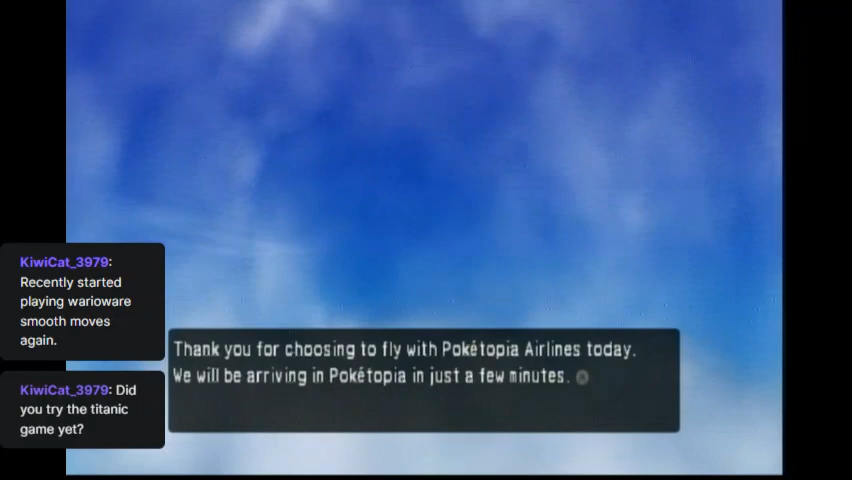 KiwiCat_3979:
Recently started
playing warioware
smooth moves
again.
KiwiCat_3979: Did
you try the titanic
game yet?
Thank you for choosing to fly with Pokétopia Airlines today.
We will be arriving in Pokétopia in just a few minutes.